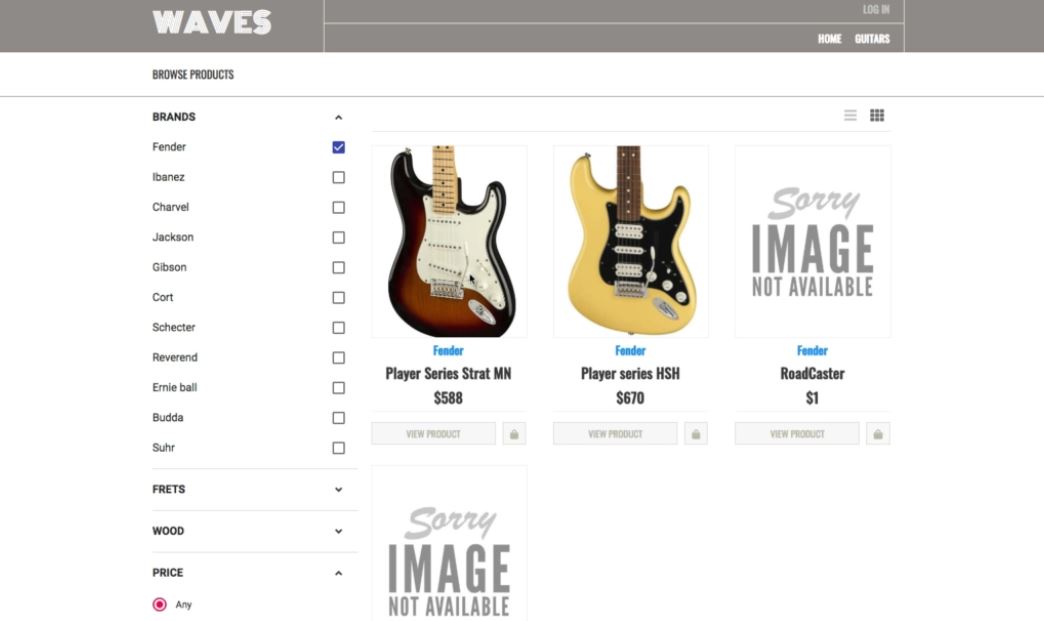 WAVES
LOG IN
HOME GUITARS
BROWSE PRODUCTS
BRANDS
Fender
Ibanez
Charvel
Jackson
Gibson
Cort
Schecter
Reverend
Ernie ball
Budda
Suhr
FRETS
WOOD
PRICE
Any
Fender
Player Series Strat MN
$588
VIEW PRODUCT
Fender
Player series HSH
$670
VIEW PRODUCT
Sorry
IMAGE
NOT AVAILABLE
Fender
RoadCaster
$1
VIEW PRODUCT
Sorry
IMAGE
NOT AVAILABLE